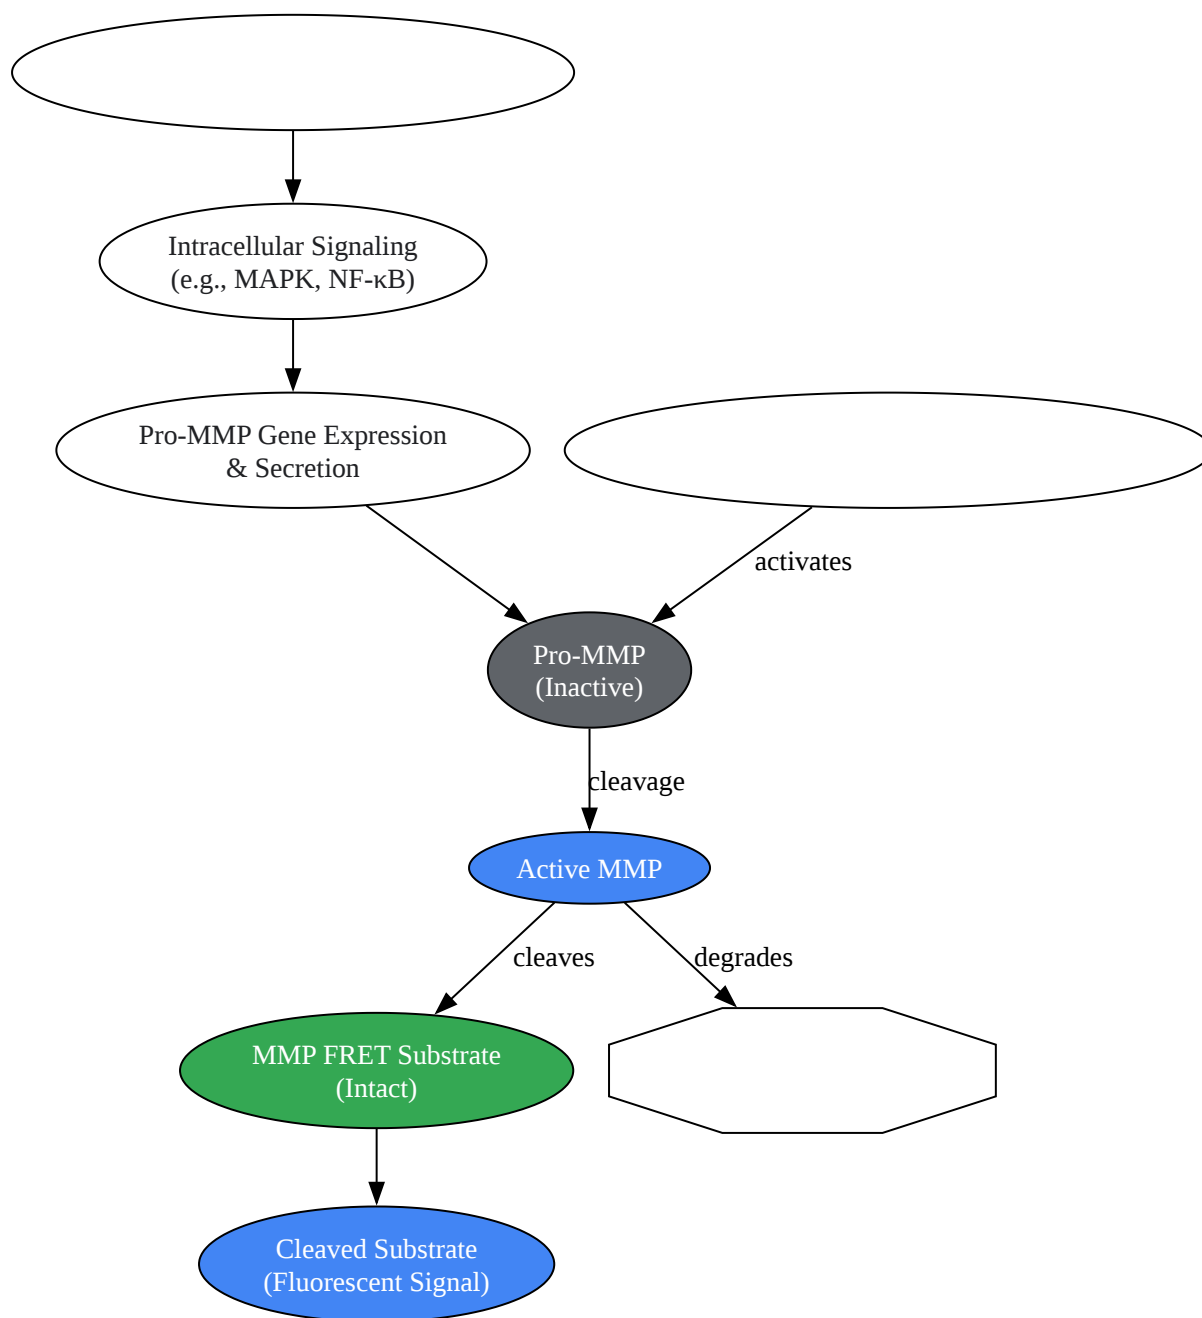 Intracellular Signaling
(e.g., MAPK, NF-κB)
Pro-MMP Gene Expression
& Secretion
activates
Pro-MMP
(Inactive)
cleavage
Active MMP
cleaves
degrades
MMP FRET Substrate
(Intact)
Cleaved Substrate
(Fluorescent Signal)